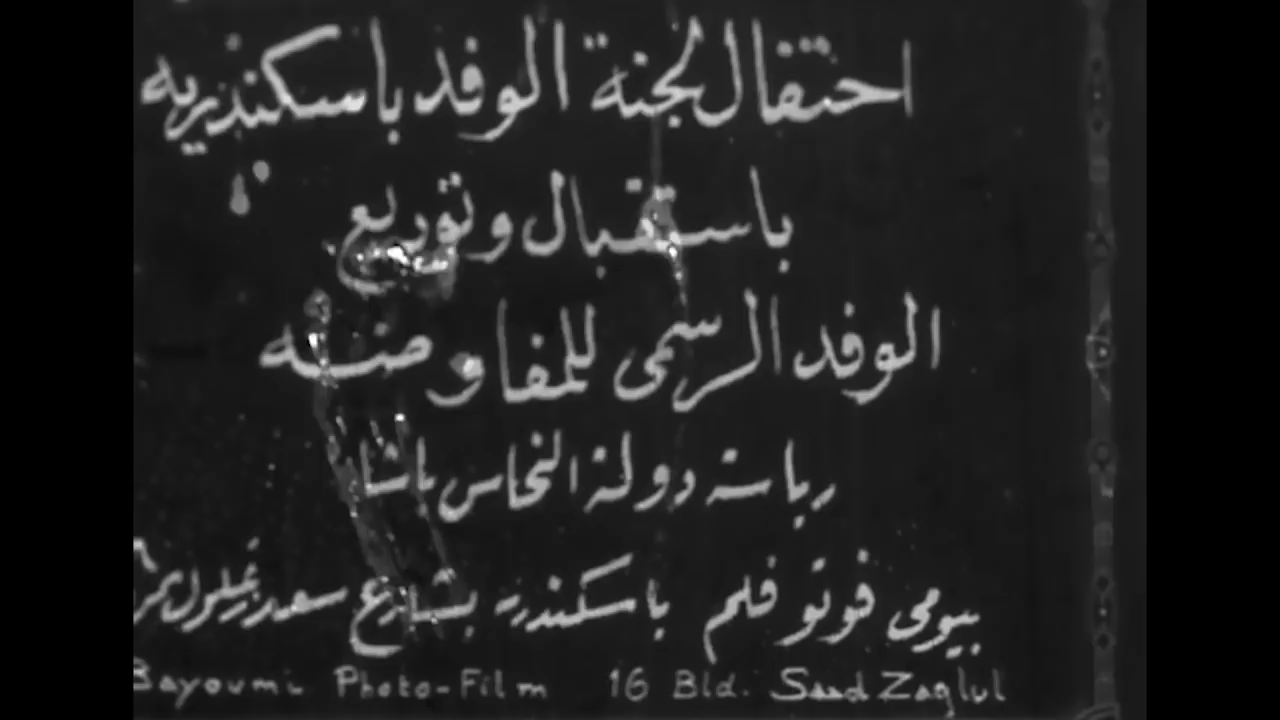 احتفال لجنة الوفد باسكندريه
باستقبال وتوديع
الوفد الرسمى للمفاوضه
رياسة دولة النحاس باشا
بيومى فوتو فلم باسكندريه بشارع سعد زغلول
Bayoumi Photo-Film 16 Bld. Saad Zaglul